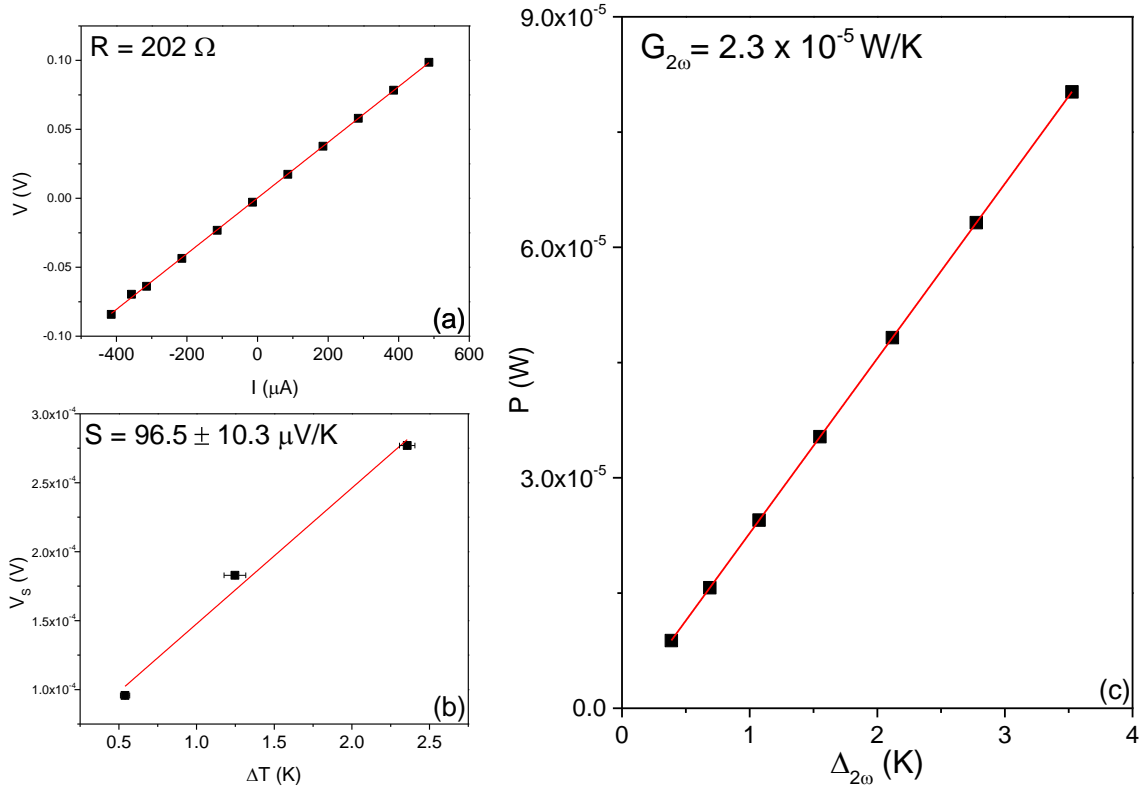 R = 202 Ω
0.10
0.05
0.00
-0.05
-0.10
V (V)
-400 -200 0 200 400 600
I (μA)
(a)
S = 96.5 ± 10.3 μV/K
3.0x10⁻⁴
2.5x10⁻⁴
2.0x10⁻⁴
1.5x10⁻⁴
1.0x10⁻⁴
V_S (V)
0.5 1.0 1.5 2.0 2.5
ΔT (K)
(b)
G_2ω = 2.3 x 10⁻⁵ W/K
9.0x10⁻⁵
6.0x10⁻⁵
3.0x10⁻⁵
0.0
P (W)
0 1 2 3 4
Δ_2ω (K)
(c)